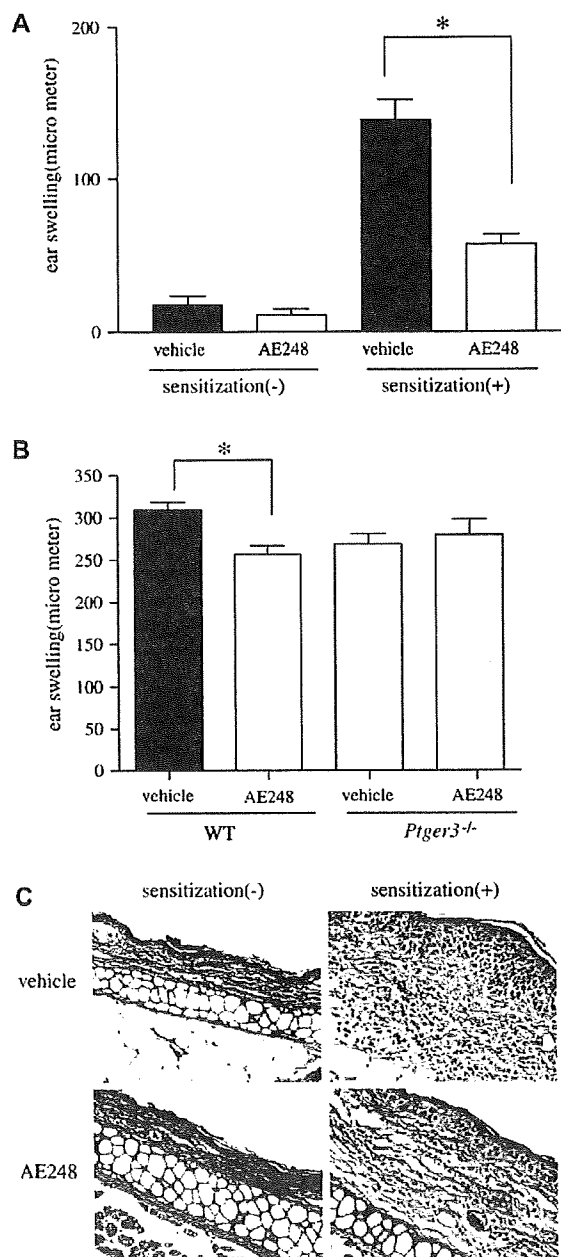 A
200
*
100
0
ear swelling(micro meter)
vehicle AE248 vehicle AE248
sensitization(-) sensitization(+)
B
*
350
300
250
200
150
100
50
0
ear swelling(micro meter)
vehicle AE248 vehicle AE248
WT Ptger3-/-
C
sensitization(-) sensitization(+)
vehicle
AE248